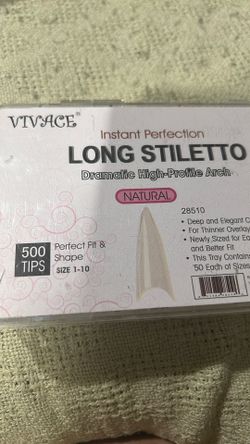 VIVACE®
Instant Perfection
LONG STILETTO
Dramatic High-Profile Arch
NATURAL
28510
• Deep and Elegant C
• For Thinner Overlay
• Newly Sized for Ea
and Better Fit
• This Tray Contains
50 Each of Sizes
500
TIPS
Perfect Fit &
Shape
SIZE 1-10